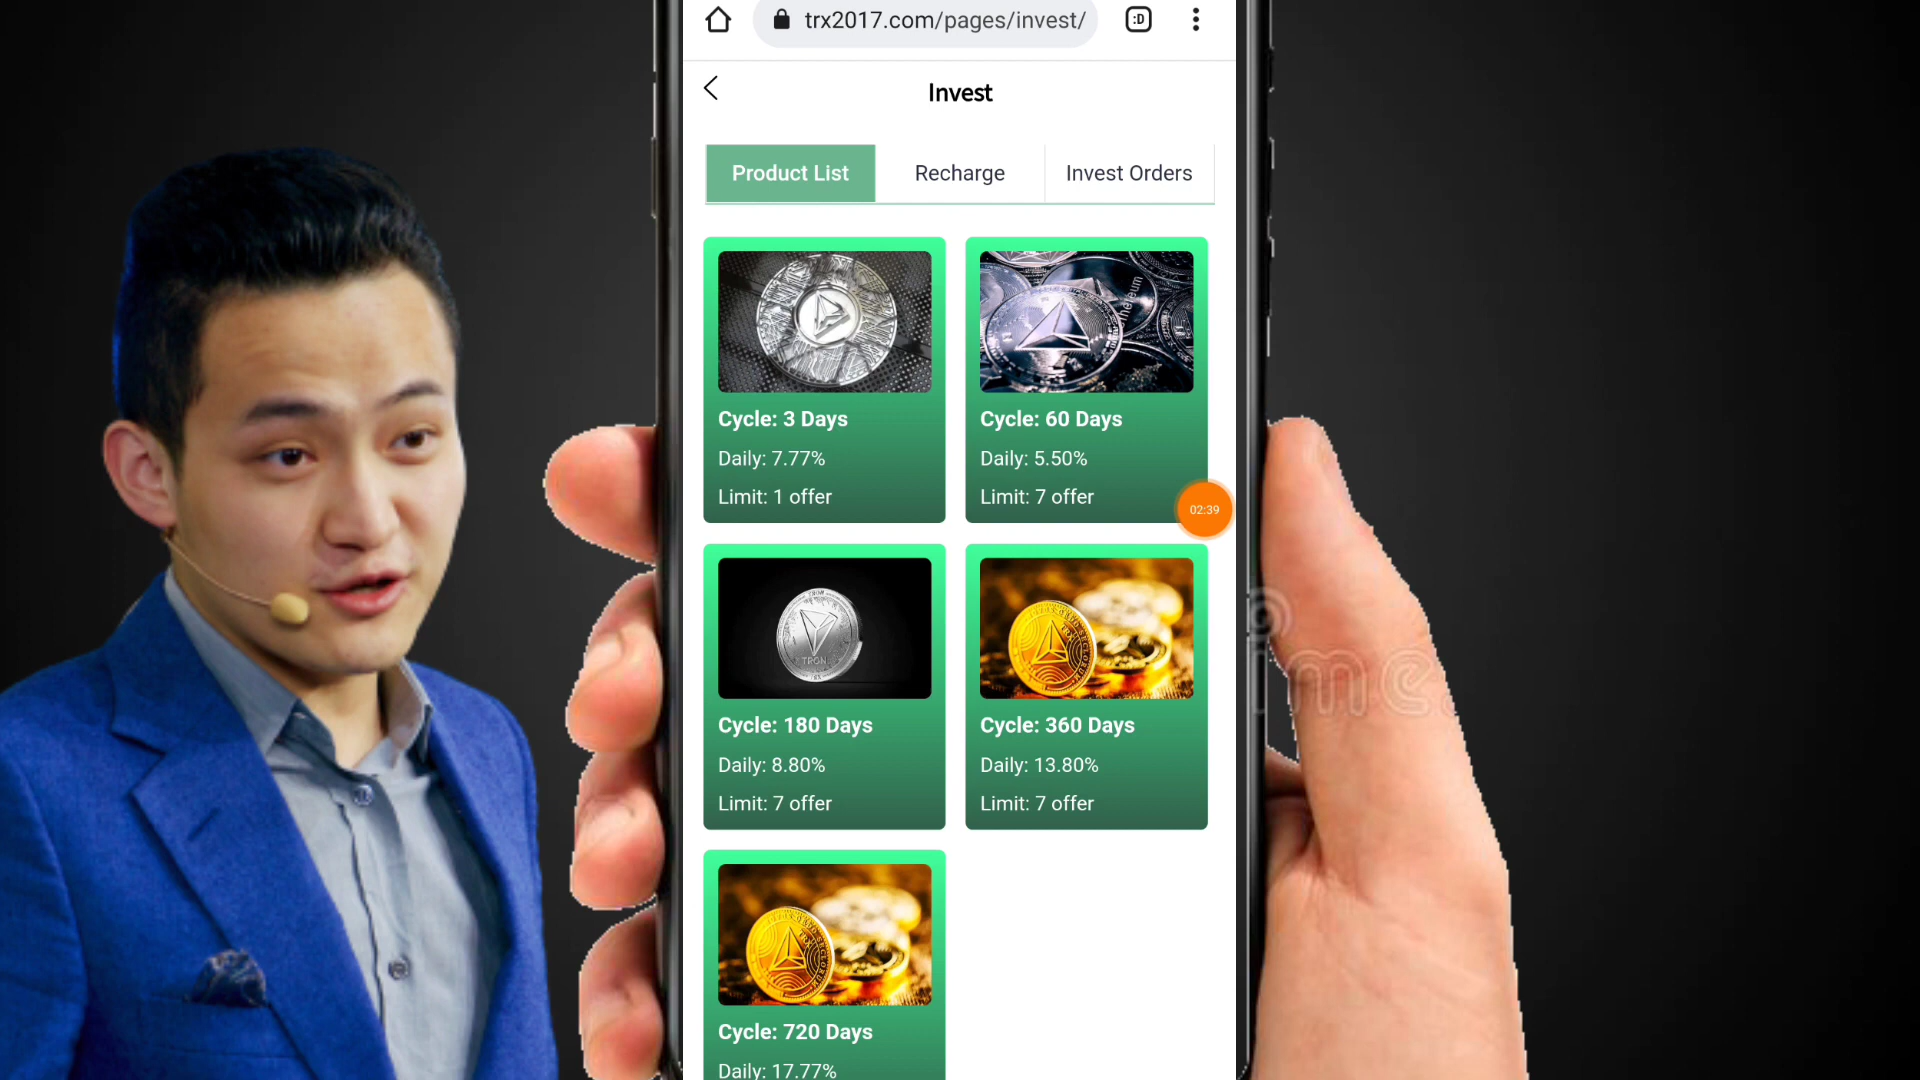 trx2017.com/pages/invest/
:D
Invest
Product List
Recharge
Invest Orders
Cycle: 3 Days
Daily: 7.77%
Limit: 1 offer
Cycle: 60 Days
Daily: 5.50%
Limit: 7 offer
02:39
TRON
Cycle: 180 Days
Daily: 8.80%
Limit: 7 offer
Cycle: 360 Days
Daily: 13.80%
Limit: 7 offer
Cycle: 720 Days
Daily: 17.77%